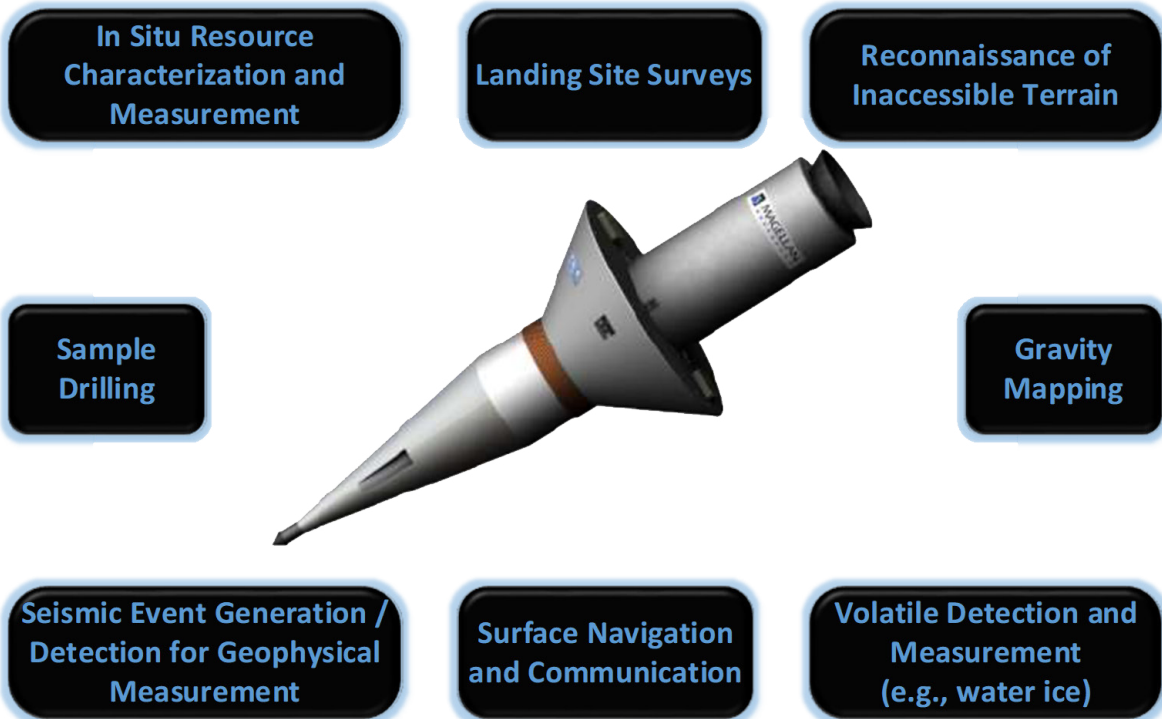 In Situ Resource
Characterization and
Measurement
Landing Site Surveys
Reconnaissance of
Inaccessible Terrain
MAGELLAN
Sample
Drilling
Gravity
Mapping
Seismic Event Generation /
Detection for Geophysical
Measurement
Surface Navigation
and Communication
Volatile Detection and
Measurement
(e.g., water ice)